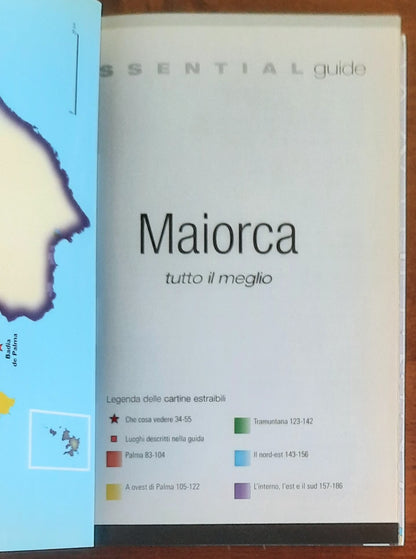 SSENTIAL guide
Maiorca
tutto il meglio
Legenda delle cartine estraibili
Che cosa vedere 34-55
Luoghi descritti nella guida
Palma 83-104
A ovest di Palma 105-122
Tramuntana 123-142
Il nord-est 143-156
L'interno, l'est e il sud 157-186
Badia
de Palma